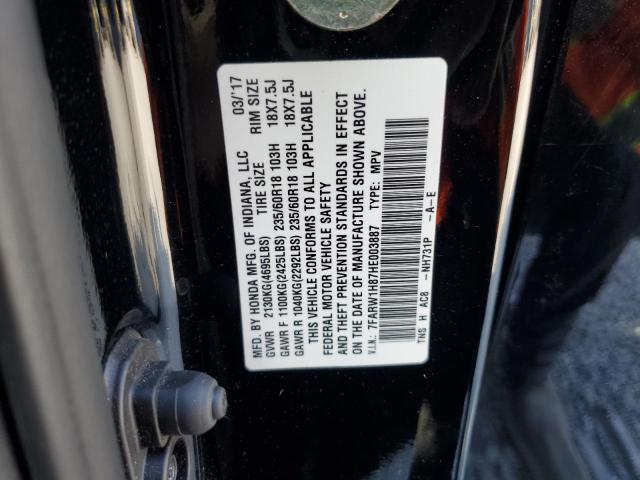 MFD. BY HONDA MFG. OF INDIANA, LLC 03/'17
GVWR 2130KG(4695LBS) TIRE SIZE RIM SIZE
GAWR F 1100KG(2425LBS) 235/60R18 103H 18X7.5J
GAWR R 1040KG(2292LBS) 235/60R18 103H 18X7.5J
THIS VEHICLE CONFORMS TO ALL APPLICABLE
FEDERAL MOTOR VEHICLE SAFETY
AND THEFT PREVENTION STANDARDS IN EFFECT
ON THE DATE OF MANUFACTURE SHOWN ABOVE.
V.I.N.: 7FARW1H87HE003887 TYPE: MPV
TNS H AC8 -NH731P -A-E